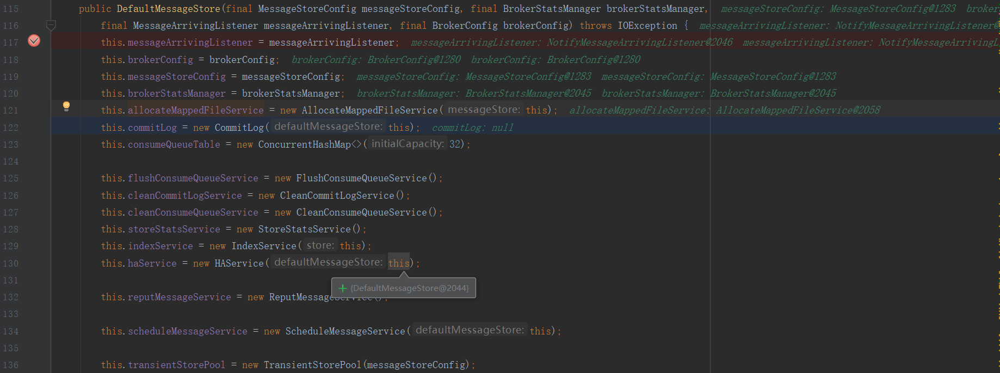 115 public DefaultMessageStore(final MessageStoreConfig messageStoreConfig, final BrokerStatsManager brokerStatsManager, messageStoreConfig: MessageStoreConfig@1283 broker
116 final MessageArrivingListener messageArrivingListener, final BrokerConfig brokerConfig) throws IOException { messageArrivingListener: NotifyMessageArrivingListener@
117 this.messageArrivingListener = messageArrivingListener; messageArrivingListener: NotifyMessageArrivingListener@2046 messageArrivingListener: NotifyMessageArrivingL
118 this.brokerConfig = brokerConfig; brokerConfig: BrokerConfig@1280 brokerConfig: BrokerConfig@1280
119 this.messageStoreConfig = messageStoreConfig; messageStoreConfig: MessageStoreConfig@1283 messageStoreConfig: MessageStoreConfig@1283
120 this.brokerStatsManager = brokerStatsManager; brokerStatsManager: BrokerStatsManager@2045 brokerStatsManager: BrokerStatsManager@2045
121 this.allocateMappedFileService = new AllocateMappedFileService( messageStore: this); allocateMappedFileService: AllocateMappedFileService@2058
122 this.commitLog = new CommitLog( defaultMessageStore: this); commitLog: null
123 this.consumeQueueTable = new ConcurrentHashMap<>( initialCapacity: 32);
124
125 this.flushConsumeQueueService = new FlushConsumeQueueService();
126 this.cleanCommitLogService = new CleanCommitLogService();
127 this.cleanConsumeQueueService = new CleanConsumeQueueService();
128 this.storeStatsService = new StoreStatsService();
129 this.indexService = new IndexService( store: this);
130 this.haService = new HAService( defaultMessageStore: this);
131
+ {DefaultMessageStore@2044}
132 this.reputMessageService = new ReputMessageService();
133
134 this.scheduleMessageService = new ScheduleMessageService( defaultMessageStore: this);
135
136 this.transientStorePool = new TransientStorePool(messageStoreConfig);